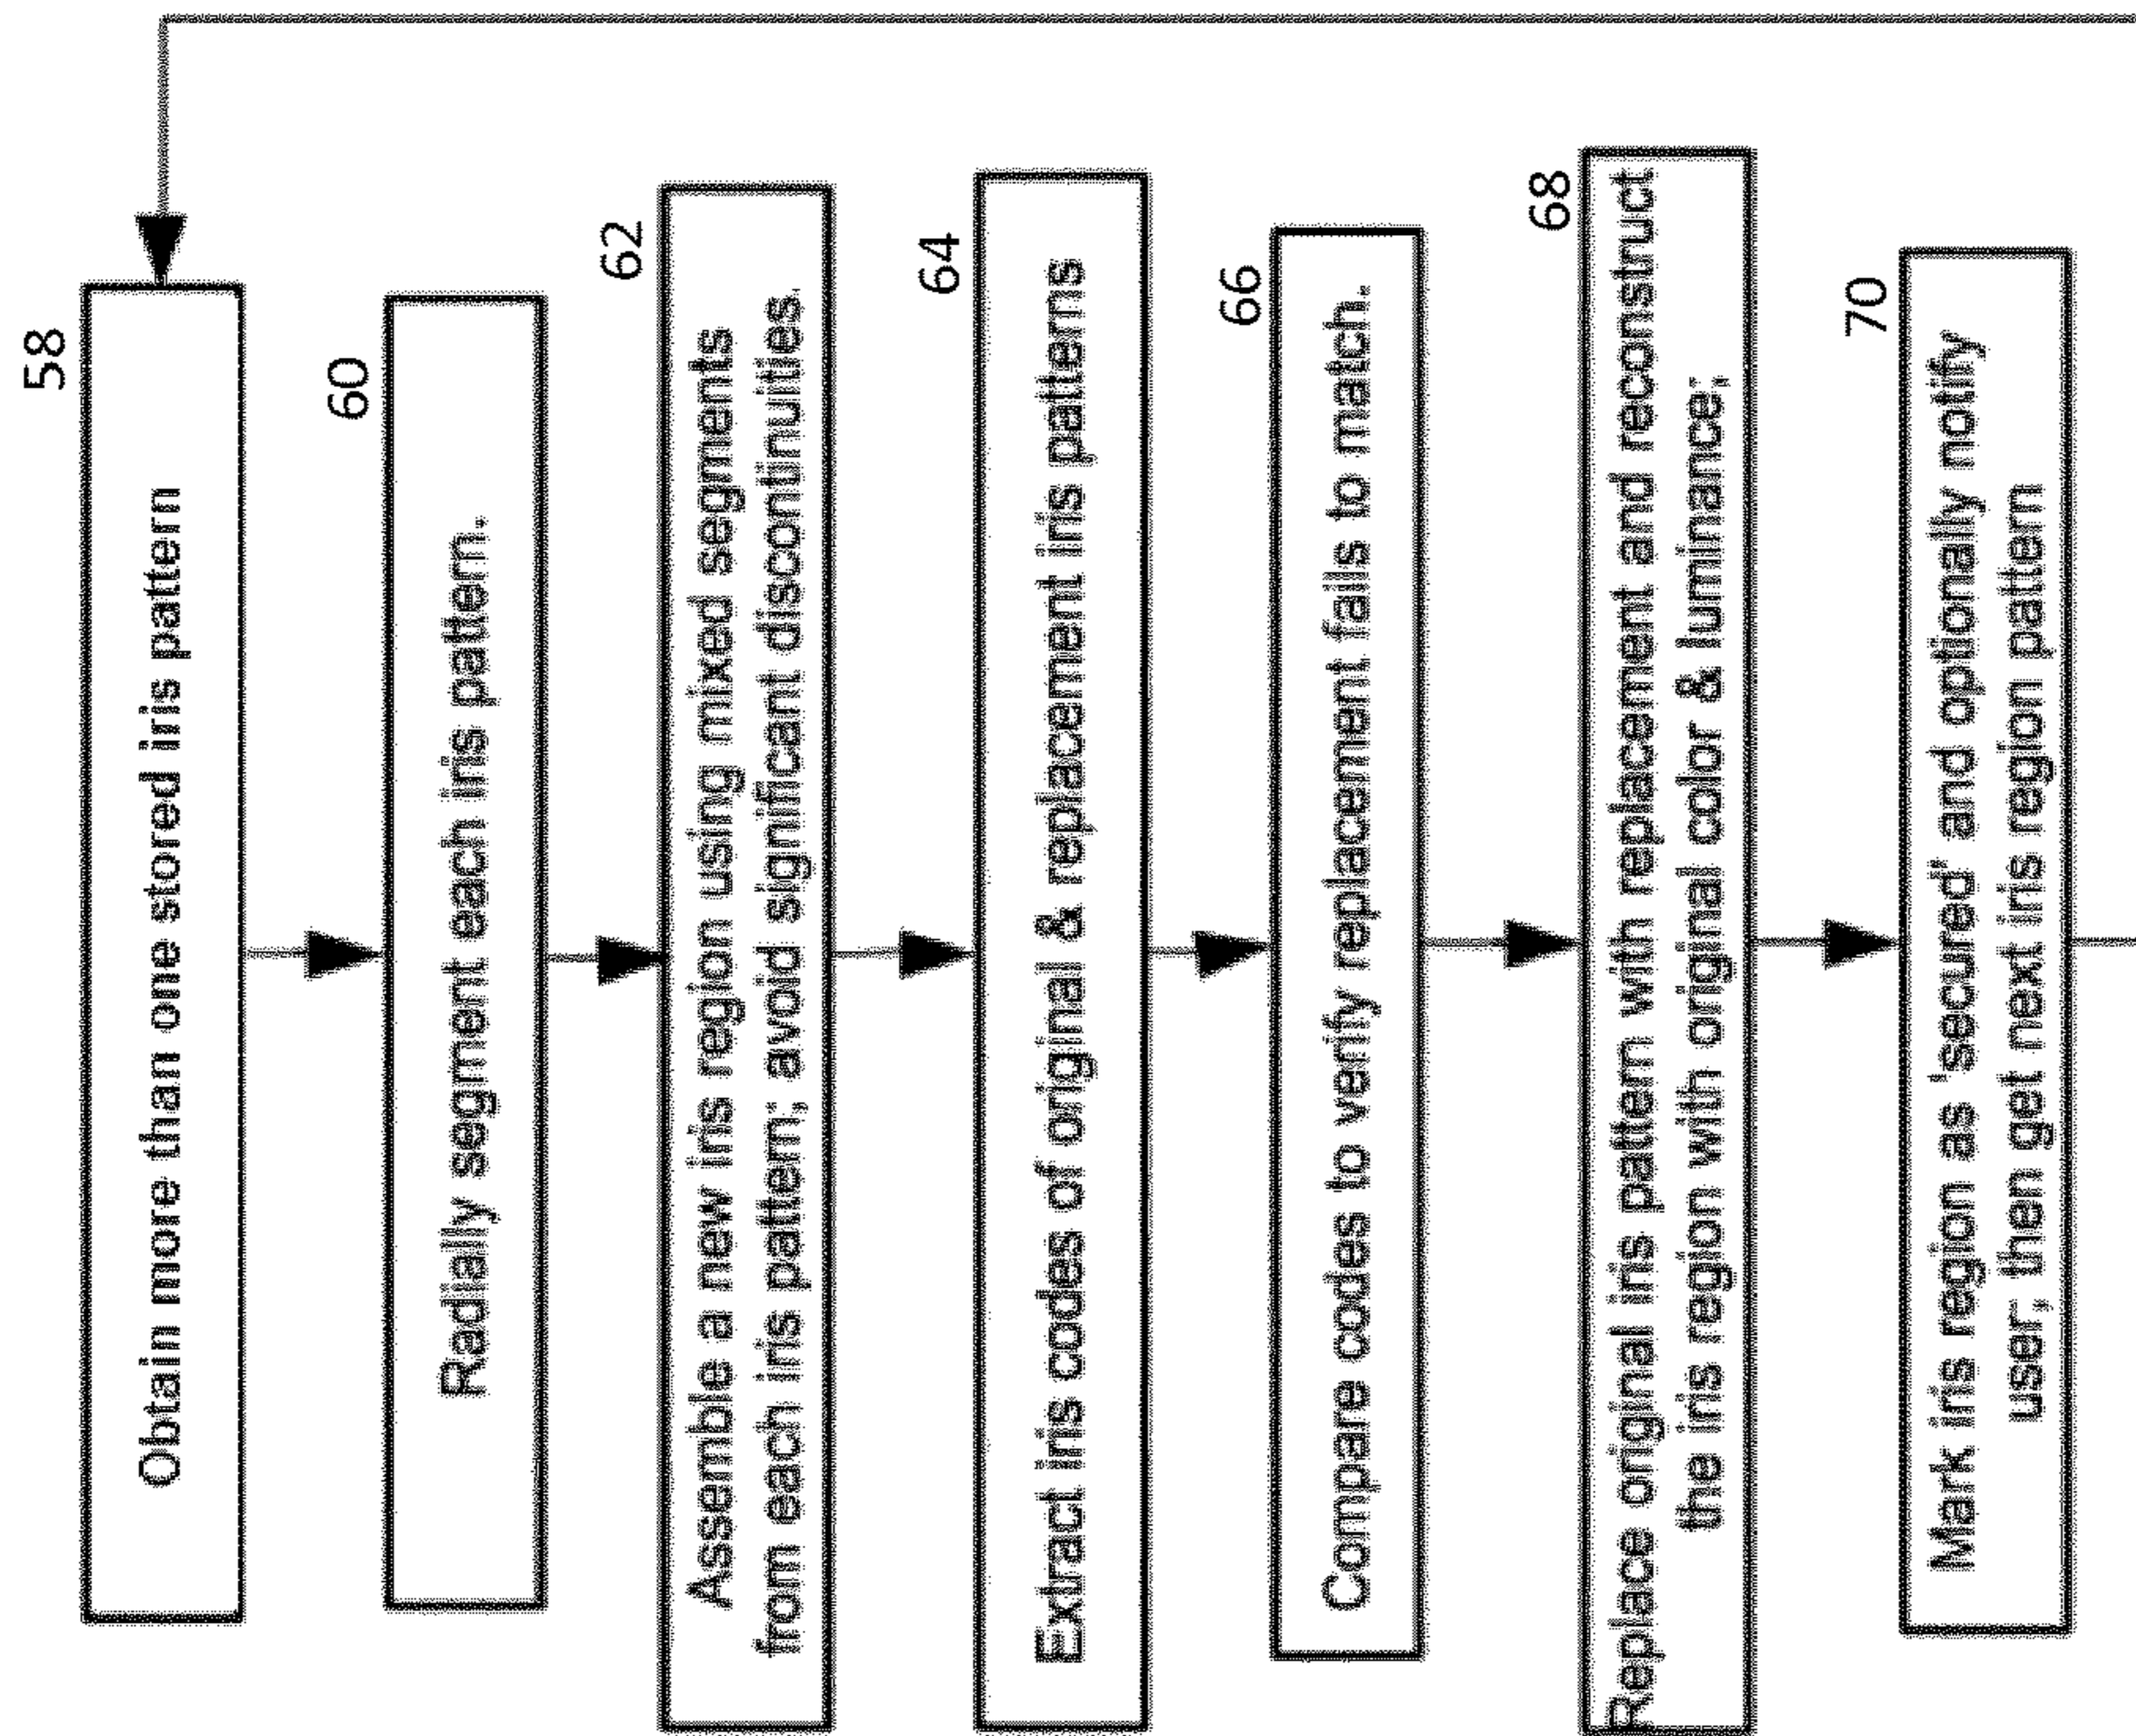 58
Obtain more than one stored iris pattern
60
Radially segment each iris pattern.
62
Assemble a new iris region using mixed segments
from each iris pattern; avoid significant discontinuities.
64
Extract iris codes of original & replacement iris patterns
66
Compare codes to verify replacement fails to match.
68
Replace original iris pattern with replacement and reconstruct
the iris region with original color & luminance;
70
Mark iris region as 'secured' and optionally notify
user; then get next iris region pattern